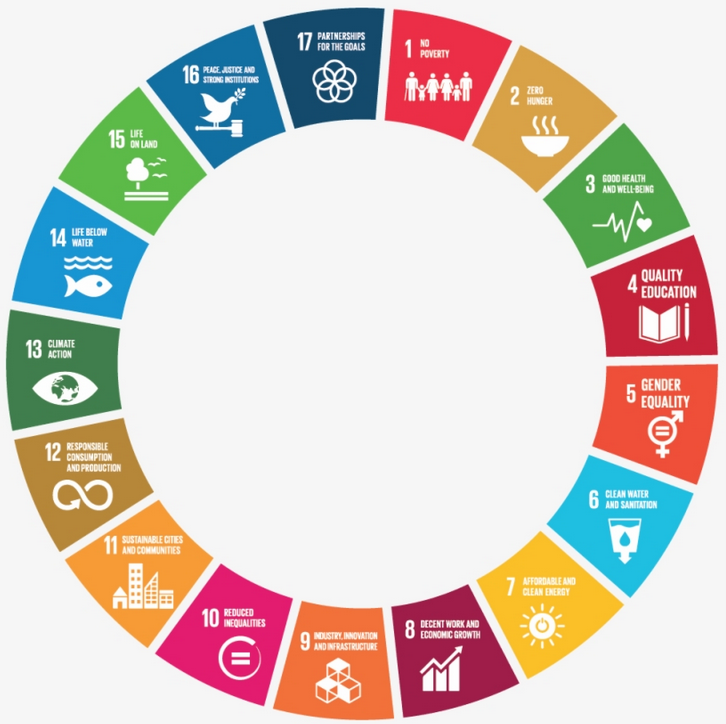 1 NO
POVERTY
2 ZERO
HUNGER
3 GOOD HEALTH
AND WELL-BEING
4 QUALITY
EDUCATION
5 GENDER
EQUALITY
6 CLEAN WATER
AND SANITATION
7 AFFORDABLE AND
CLEAN ENERGY
8 DECENT WORK AND
ECONOMIC GROWTH
9 INDUSTRY, INNOVATION
AND INFRASTRUCTURE
10 REDUCED
INEQUALITIES
11 SUSTAINABLE CITIES
AND COMMUNITIES
12 RESPONSIBLE
CONSUMPTION
AND PRODUCTION
13 CLIMATE
ACTION
14 LIFE BELOW
WATER
15 LIFE
ON LAND
16 PEACE, JUSTICE AND
STRONG INSTITUTIONS
17 PARTNERSHIPS
FOR THE GOALS